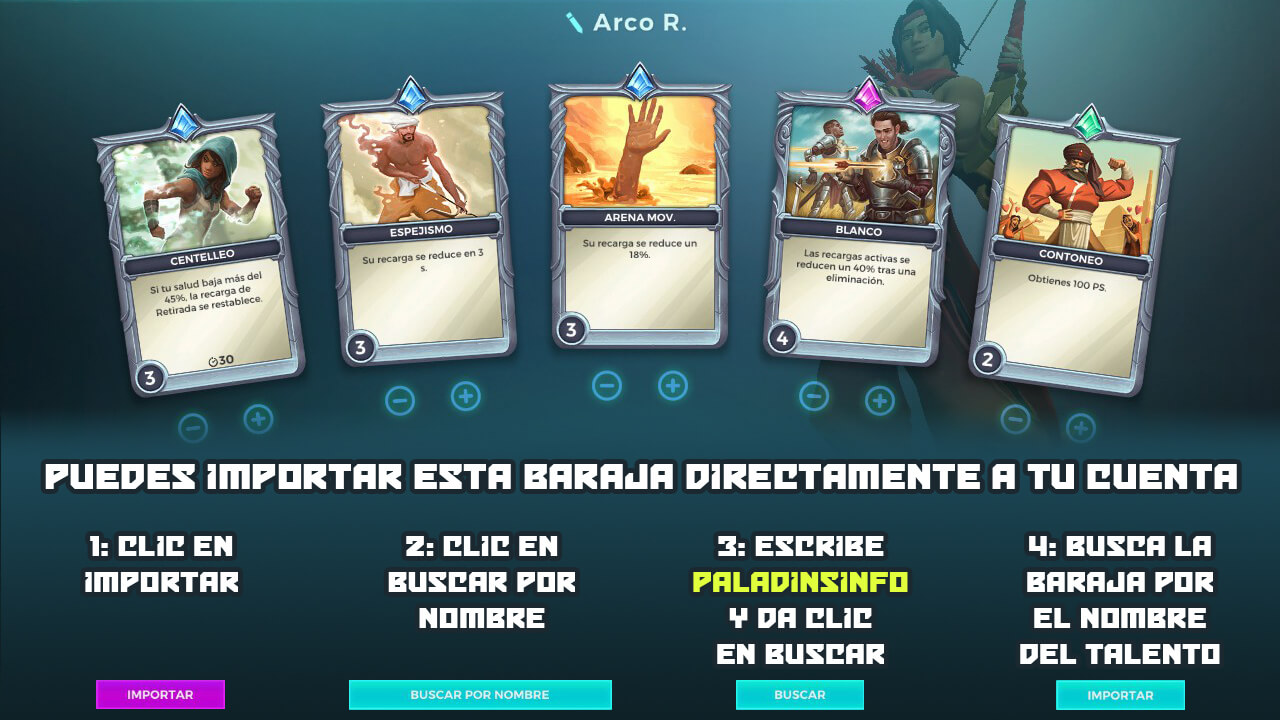 Arco R.
CENTELLEO
Si tu salud baja más del
45%, la recarga de
Retirada se restablece.
30
3
ESPEJISMO
Su recarga se reduce en 3
s.
3
ARENA MOV.
Su recarga se reduce un
18%.
3
BLANCO
Las recargas activas se
reducen un 40% tras una
eliminación.
4
CONTONEO
Obtienes 100 PS.
2
PUEDES IMPORTAR ESTA BARAJA DIRECTAMENTE A TU CUENTA
1: CLIC EN
IMPORTAR
IMPORTAR
2: CLIC EN
BUSCAR POR
NOMBRE
BUSCAR POR NOMBRE
3: ESCRIBE
PALADINSINFO
Y DA CLIC
EN BUSCAR
BUSCAR
4: BUSCA LA
BARAJA POR
EL NOMBRE
DEL TALENTO
IMPORTAR